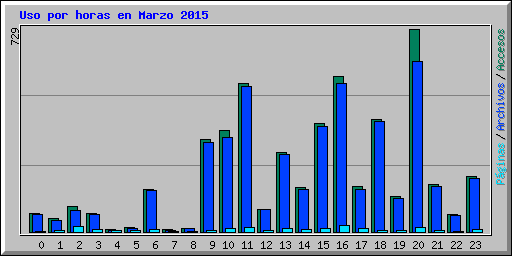 Uso por horas en Marzo 2015
729
Páginas / Archivos / Accesos
0 1 2 3 4 5 6 7 8 9 10 11 12 13 14 15 16 17 18 19 20 21 22 23